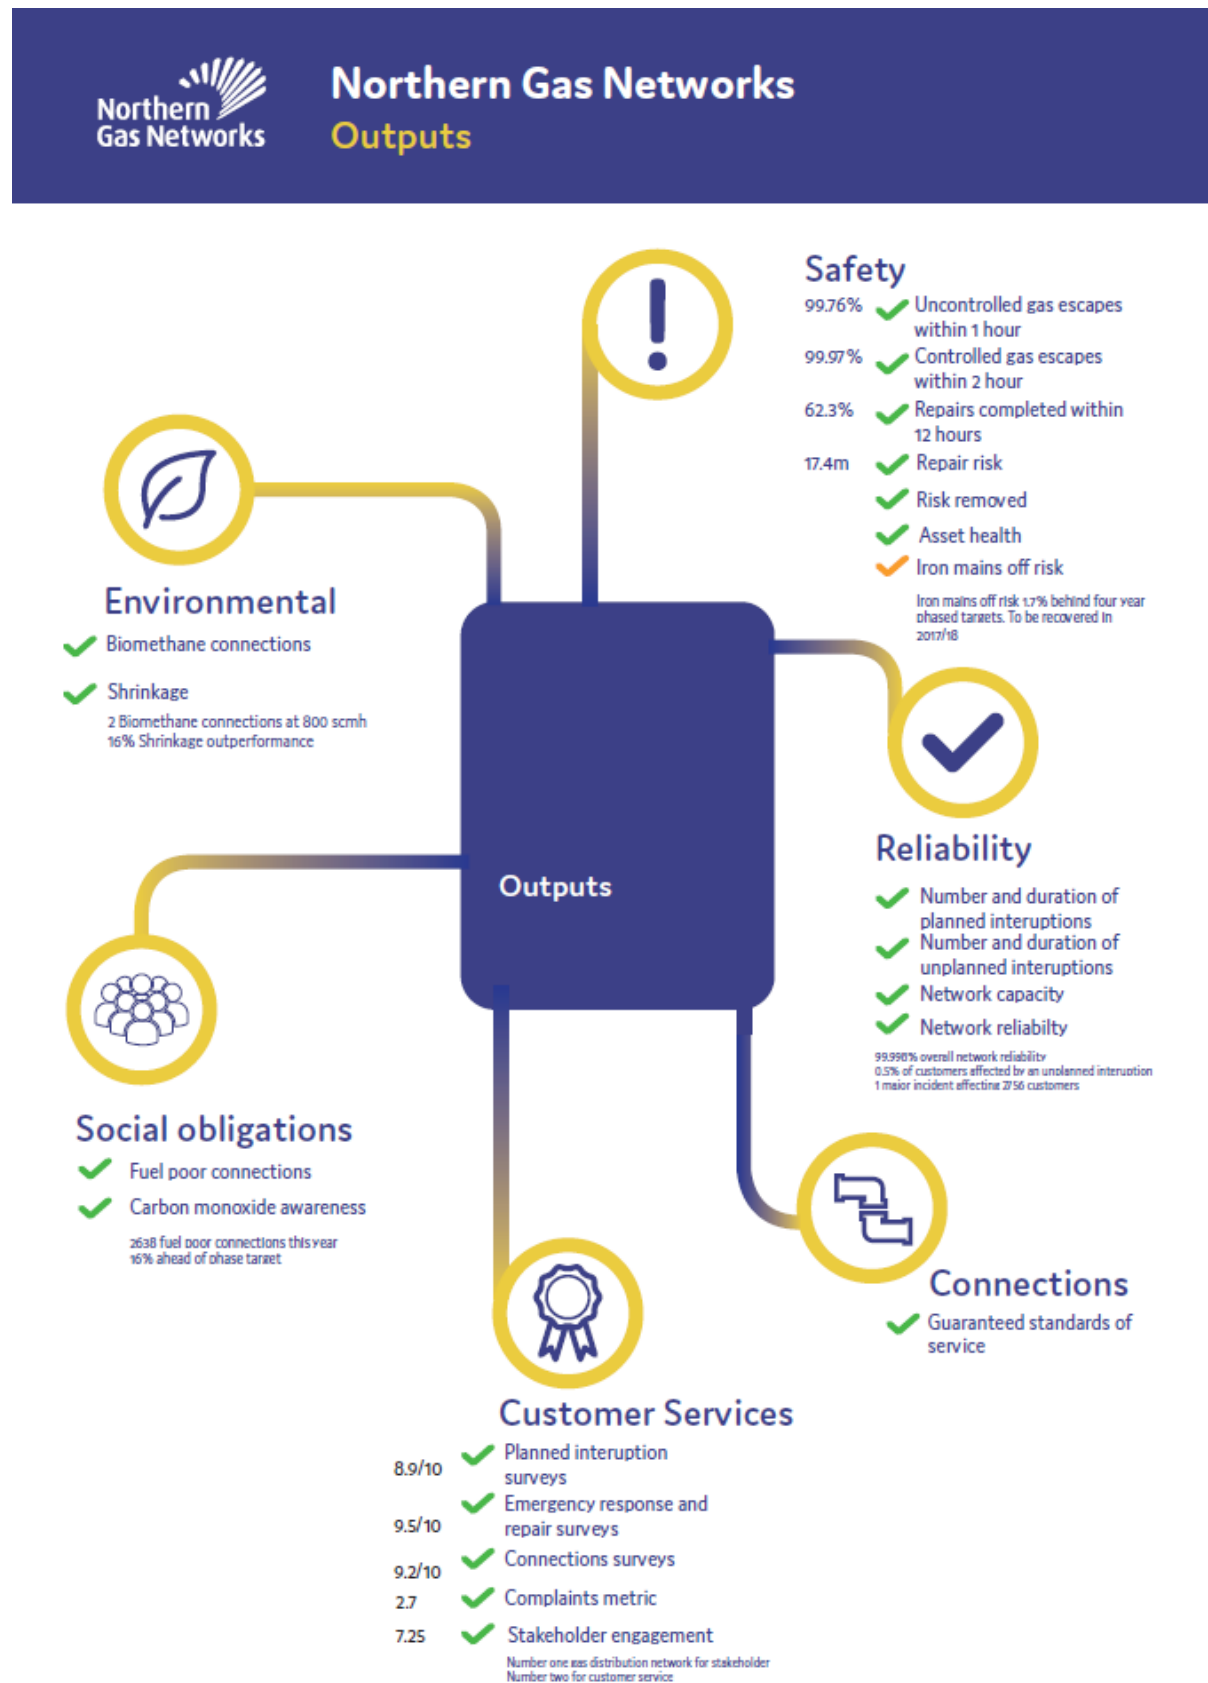 Northern
Gas Networks
Northern Gas Networks
Outputs
Safety
99.76% Uncontrolled gas escapes
within 1 hour
99.97% Controlled gas escapes
within 2 hour
62.3% Repairs completed within
12 hours
17.4m Repair risk
Risk removed
Asset health
Iron mains off risk
Iron mains off risk 1.7% behind four year
phased targets. To be recovered in
2017/18
Environmental
Biomethane connections
Shrinkage
2 Biomethane connections at 800 scmh
16% Shrinkage outperformance
Reliability
Number and duration of
planned interuptions
Number and duration of
unplanned interuptions
Network capacity
Network reliabilty
99.998% overall network reliability
0.5% of customers affected by an unplanned interuption
1 major incident affecting 2756 customers
Outputs
Social obligations
Fuel poor connections
Carbon monoxide awareness
2638 fuel poor connections this year
16% ahead of phase target
Connections
Guaranteed standards of
service
Customer Services
8.9/10 Planned interuption
surveys
9.5/10 Emergency response and
repair surveys
9.2/10 Connections surveys
2.7 Complaints metric
7.25 Stakeholder engagement
Number one gas distribution network for stakeholder
Number two for customer service